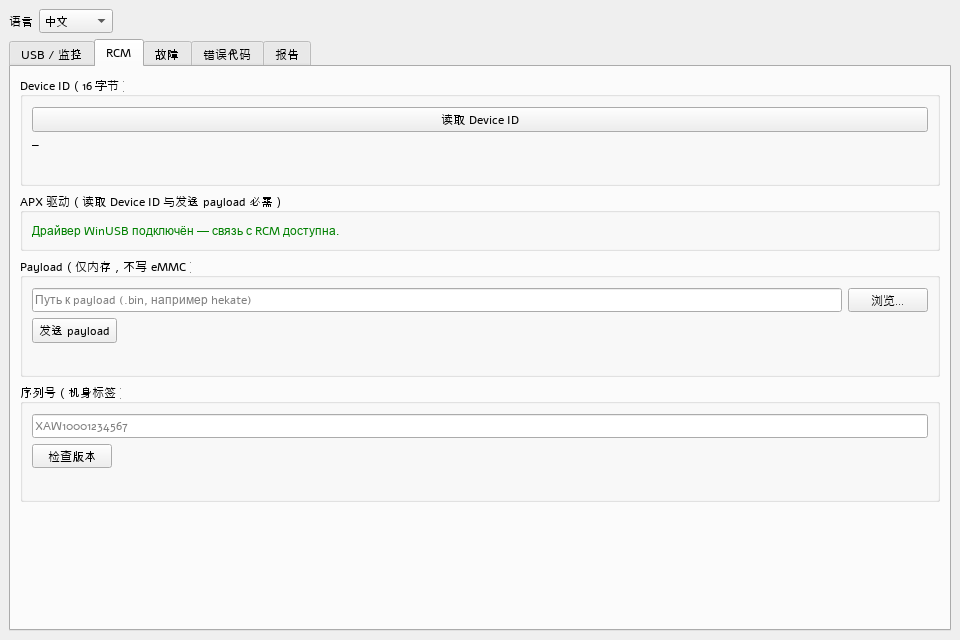 语言 中文
USB / 监控 RCM 故障 错误代码 报告
Device ID（16 字节
读取 Device ID
—
APX 驱动（读取 Device ID 与发送 payload 必需）
Драйвер WinUSB подключён — связь с RCM доступна.
Payload（仅内存，不写 eMMC
Путь к payload (.bin, например hekate) 浏览...
发送 payload
序列号（机身标签
XAW10001234567
检查版本